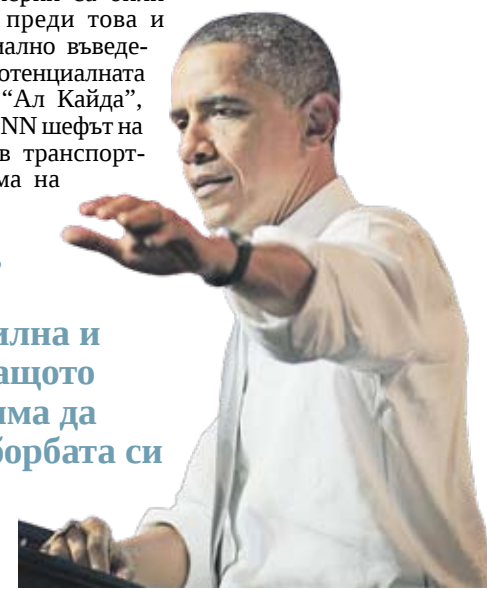 преди това и
ално въведе-
отенциалната
“Ал Кайда”,
NN шефът на
в транспорт-
ма на
илна и
ащото
има да
борбата си